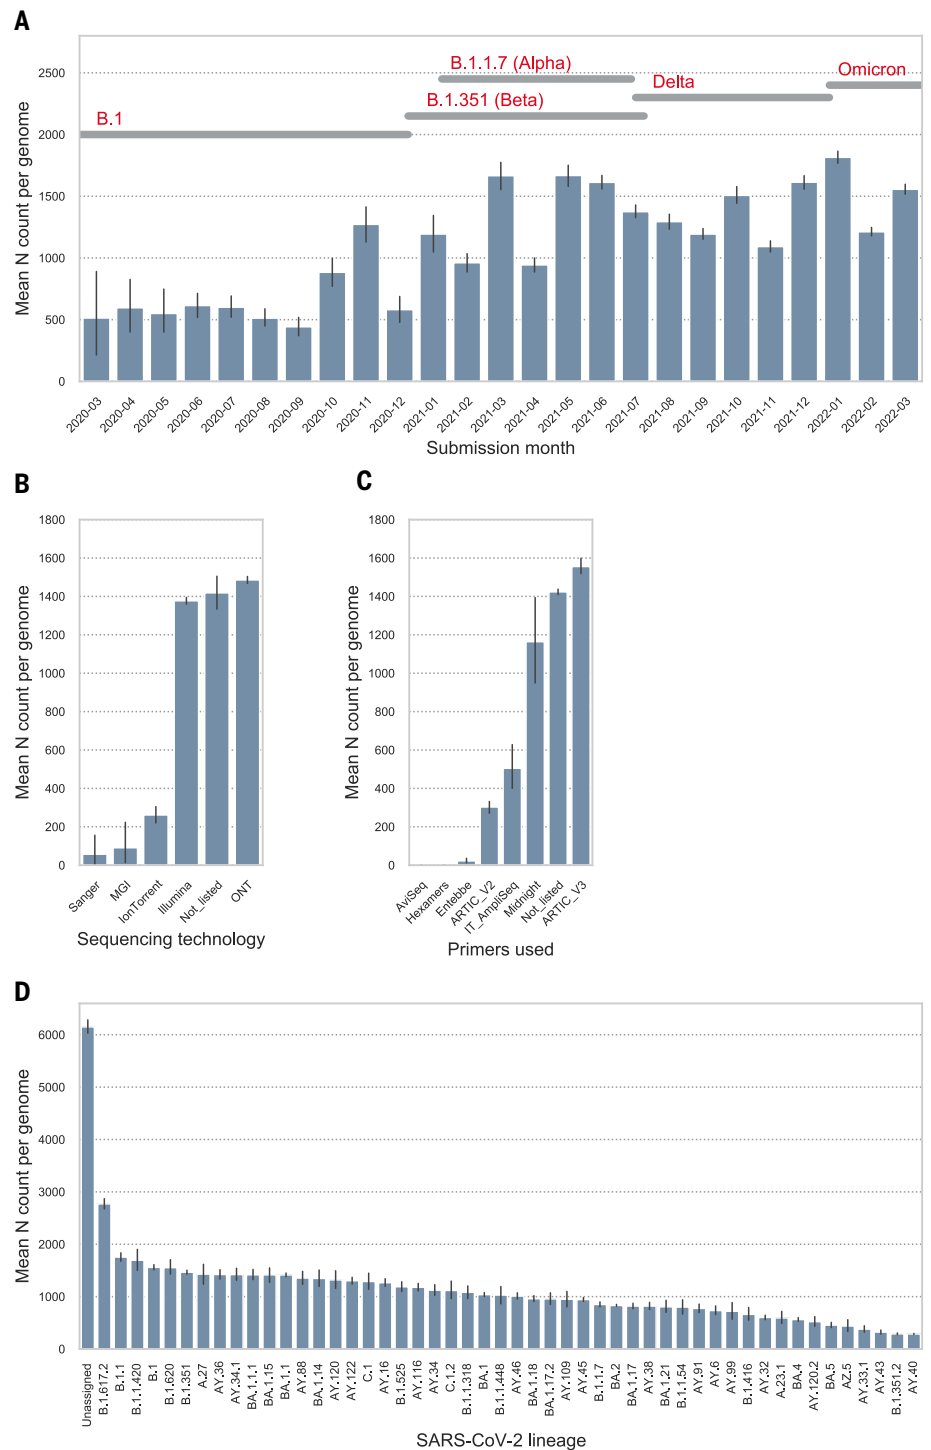 A
Mean N count per genome
2500
2000
1500
1000
500
0
B.1
B.1.1.7 (Alpha)
B.1.351 (Beta)
Delta
Omicron
2020-03
2020-04
2020-05
2020-06
2020-07
2020-08
2020-09
2020-10
2020-11
2020-12
2021-01
2021-02
2021-03
2021-04
2021-05
2021-06
2021-07
2021-08
2021-09
2021-10
2021-11
2021-12
2022-01
2022-02
2022-03
Submission month
B
Mean N count per genome
1800
1600
1400
1200
1000
800
600
400
200
0
Sanger
MGI
IonTorrent
Illumina
Not_listed
ONT
Sequencing technology
C
Mean N count per genome
1800
1600
1400
1200
1000
800
600
400
200
0
AviSeq
Hexamers
Entebbe
ARTIC_V2
IT_AmpliSeq
Midnight
Not_listed
ARTIC_V3
Primers used
D
Mean N count per genome
6000
5000
4000
3000
2000
1000
0
Unassigned
B.1.617.2
B.1.1
B.1.1.420
B.1
B.1.620
B.1.351
A.27
AY.36
AY.34.1
BA.1.1.1
BA.1.15
BA.1.1
AY.88
BA.1.14
AY.120
AY.122
C.1
AY.16
B.1.525
AY.116
AY.34
C.1.2
B.1.1.318
BA.1
B.1.1.448
AY.46
BA.1.18
BA.1.17.2
AY.109
AY.45
B.1.1.7
BA.2
BA.1.17
AY.38
BA.1.21
B.1.1.54
AY.91
AY.6
AY.99
B.1.416
AY.32
A.23.1
BA.4
AY.120.2
BA.5
AZ.5
AY.33.1
AY.43
B.1.351.2
AY.40
SARS-CoV-2 lineage